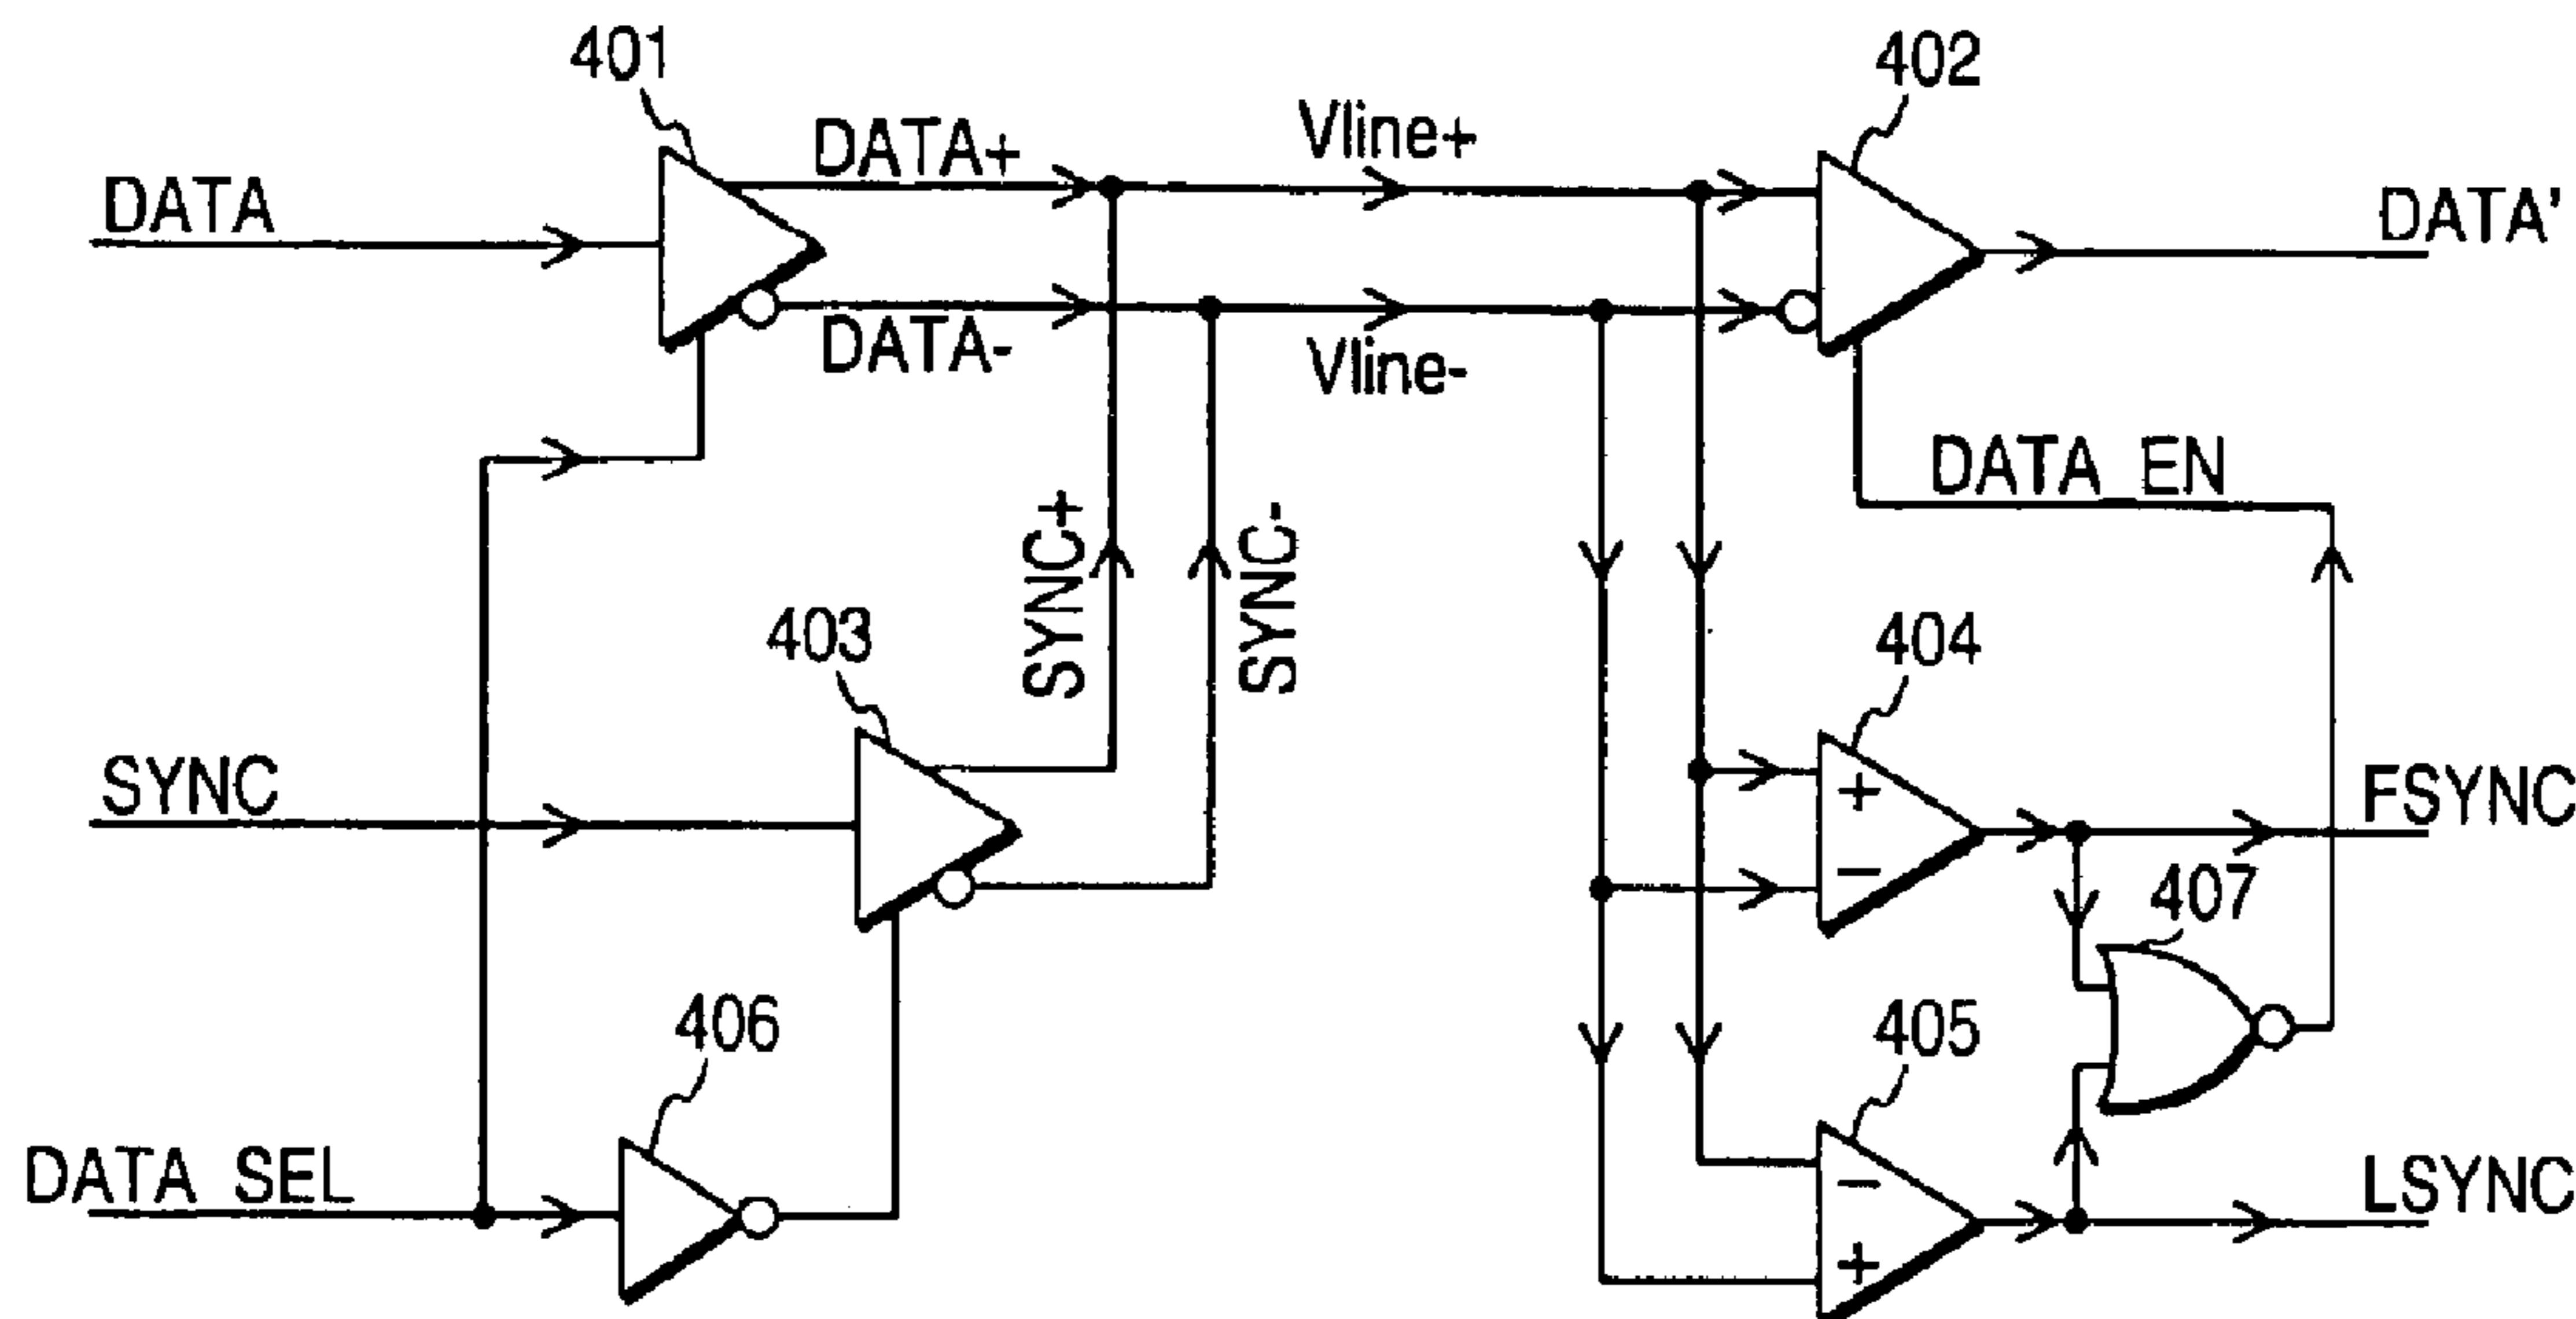 401
402
DATA+
Vline+
DATA
DATA'
DATA-
Vline-
DATA_EN
SYNC+
SYNC-
403
404
SYNC
FSYNC
407
406
405
DATA_SEL
LSYNC
+
−
−
+